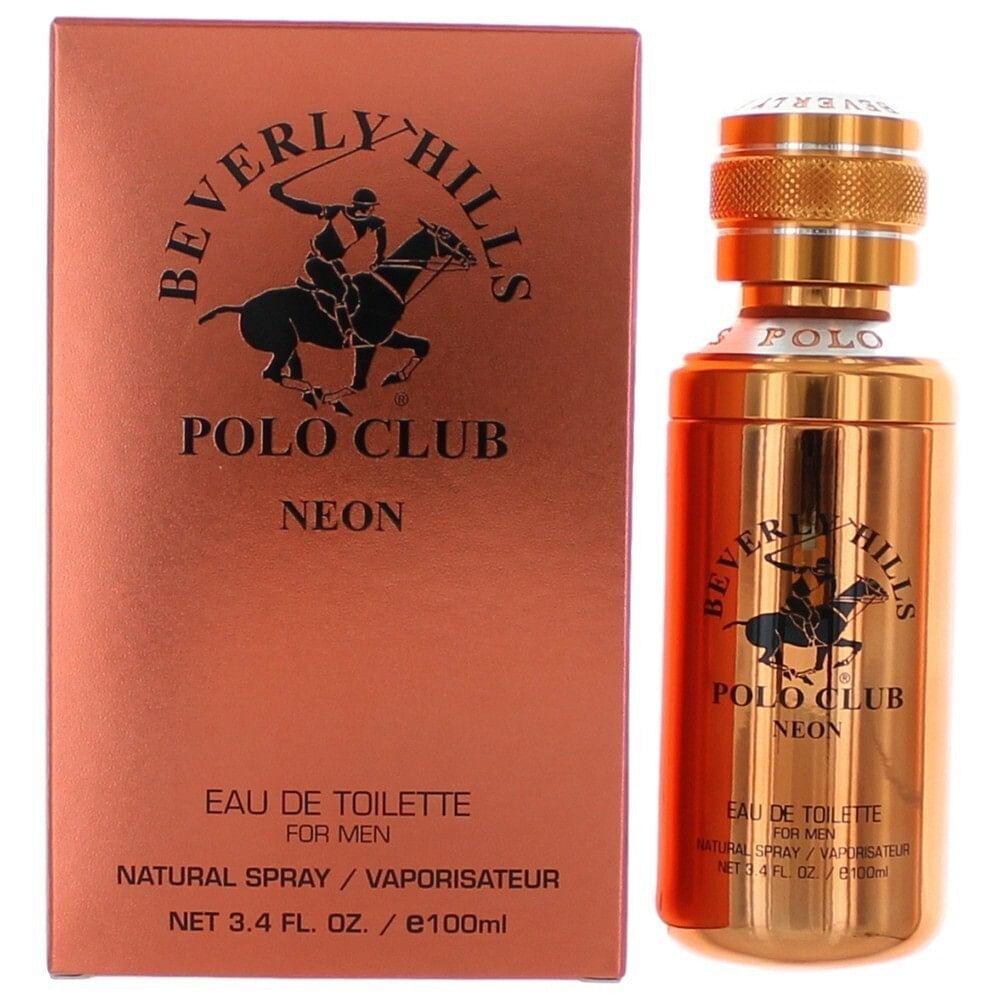 BEVERLY HILLS
®
POLO CLUB
NEON
EAU DE TOILETTE
FOR MEN
NATURAL SPRAY / VAPORISATEUR
NET 3.4 FL. OZ. / ℮100ml
BEVERLY
S POLO
BEVERLY HILLS
®
POLO CLUB
NEON
EAU DE TOILETTE
FOR MEN
NATURAL SPRAY / VAPORISATEUR
NET 3.4 FL. OZ. / ℮100ml